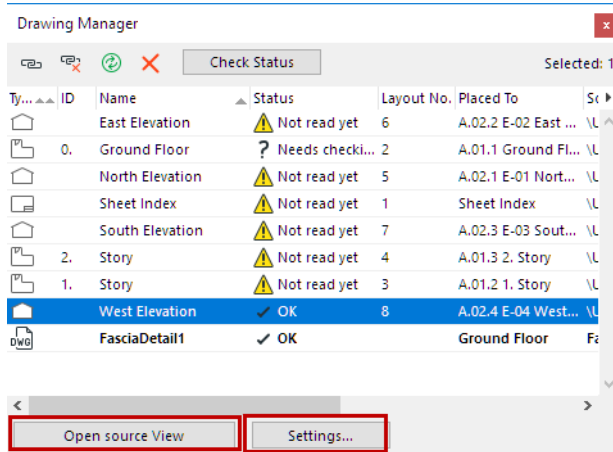 Drawing Manager
x
Check Status
Selected: 1
Ty... ID Name Status Layout No. Placed To Sc
East Elevation Not read yet 6 A.02.2 E-02 East ... \U
0. Ground Floor ? Needs checki... 2 A.01.1 Ground Fl... \U
North Elevation Not read yet 5 A.02.1 E-01 Nort... \U
Sheet Index Not read yet 1 Sheet Index \U
South Elevation Not read yet 7 A.02.3 E-03 Sout... \U
2. Story Not read yet 4 A.01.3 2. Story \U
1. Story Not read yet 3 A.01.2 1. Story \U
West Elevation OK 8 A.02.4 E-04 West... \U
DWG FasciaDetail1 OK Ground Floor Fa
Open source View Settings...